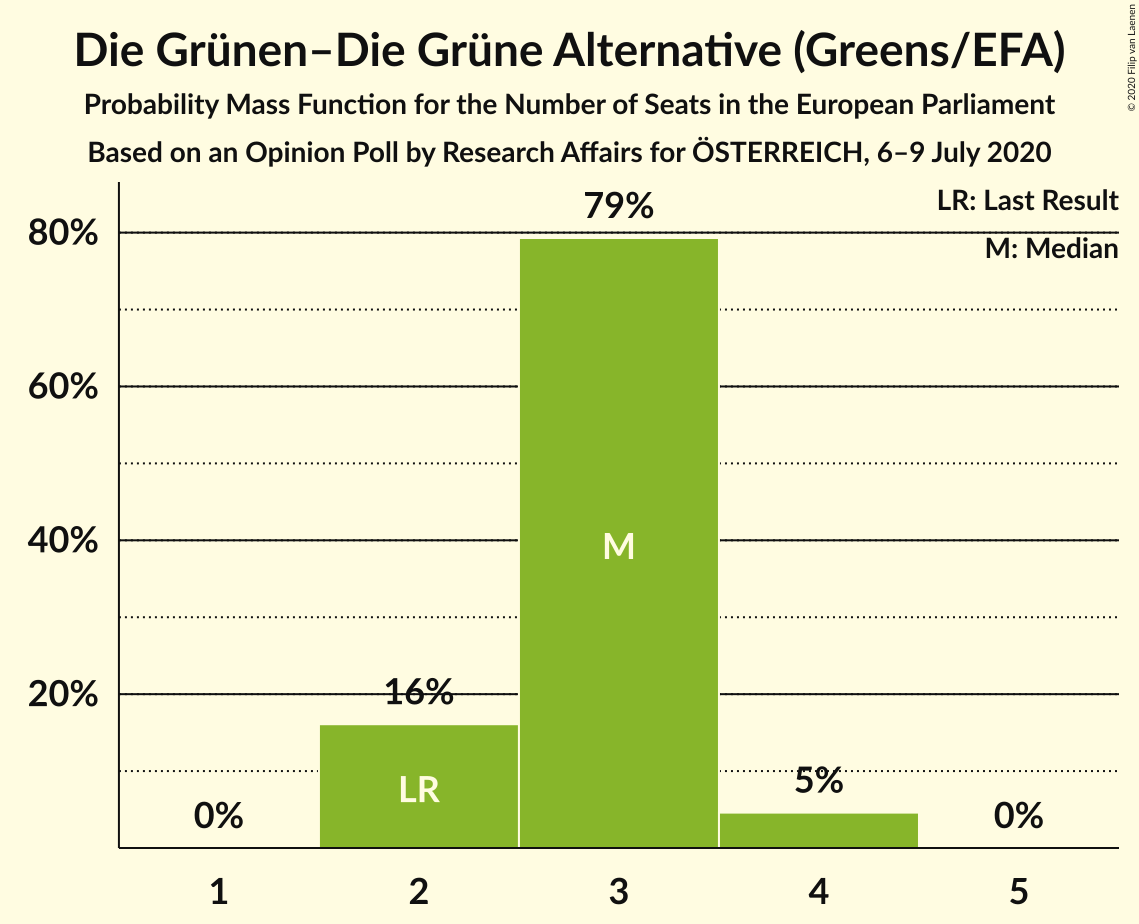 Die Grünen–Die Grüne Alternative (Greens/EFA)
Probability Mass Function for the Number of Seats in the European Parliament
Based on an Opinion Poll by Research Affairs for ÖSTERREICH, 6–9 July 2020
© 2020 Filip van Laenen
LR: Last Result
M: Median
80%
60%
40%
20%
0%
16%
79%
5%
0%
LR
M
1 2 3 4 5